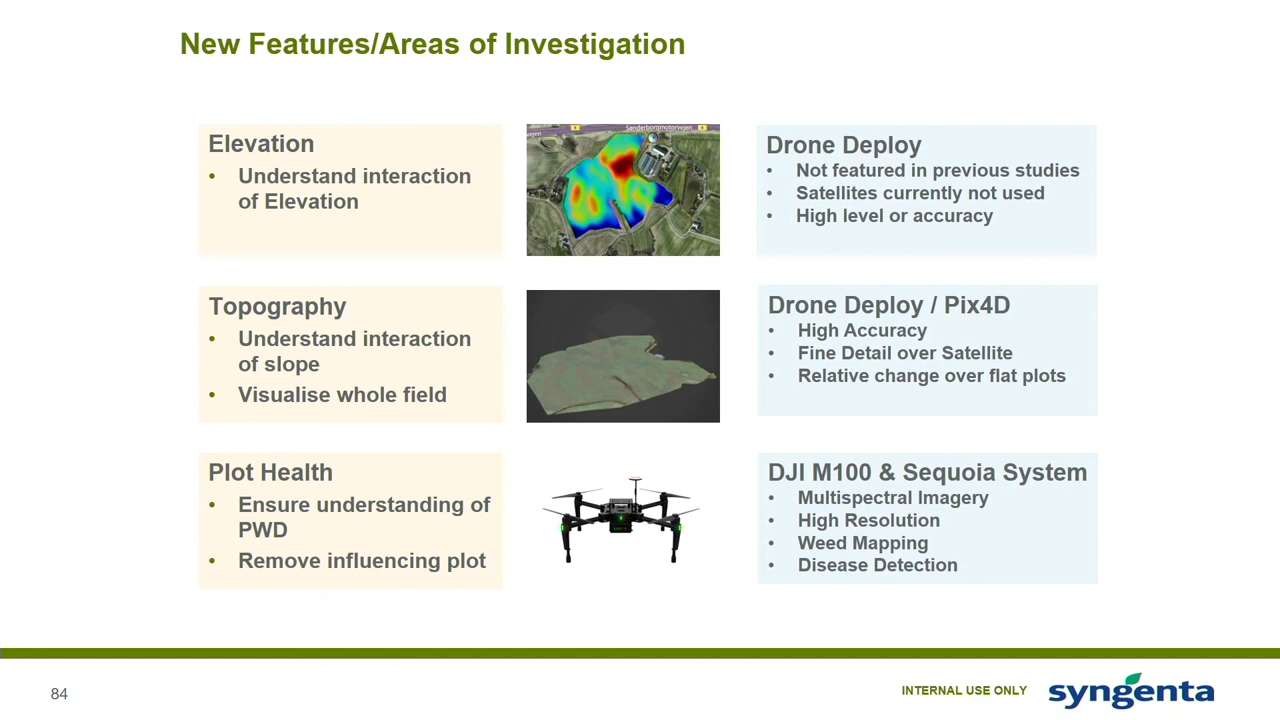 New Features/Areas of Investigation
Elevation
• Understand interaction
of Elevation
Sønderborgmotorvejen
Drone Deploy
• Not featured in previous studies
• Satellites currently not used
• High level or accuracy
Topography
• Understand interaction
of slope
• Visualise whole field
Drone Deploy / Pix4D
• High Accuracy
• Fine Detail over Satellite
• Relative change over flat plots
Plot Health
• Ensure understanding of
PWD
• Remove influencing plot
DJI M100 & Sequoia System
• Multispectral Imagery
• High Resolution
• Weed Mapping
• Disease Detection
84
INTERNAL USE ONLY
syngenta